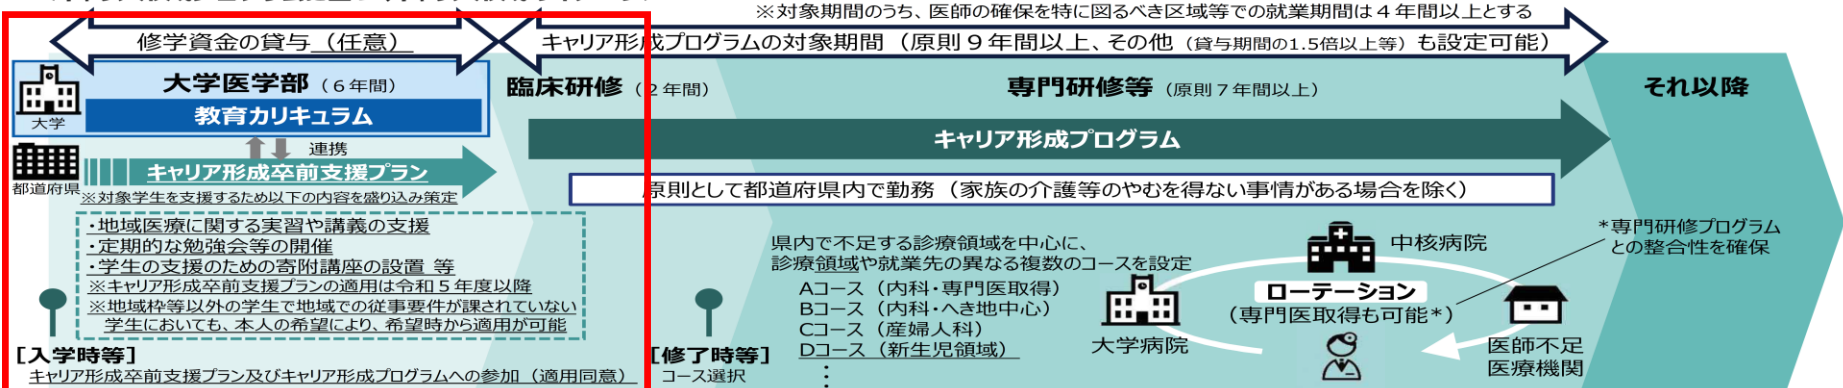 ※対象期間のうち、医師の確保を特に図るべき区域等での就業期間は４年間以上とする
修学資金の貸与（任意）
キャリア形成プログラムの対象期間（原則９年間以上、その他（貸与期間の1.5倍以上等）も設定可能）
大学医学部（６年間）
臨床研修（２年間）
専門研修等（原則７年間以上）
それ以降
大学
教育カリキュラム
連携
キャリア形成プログラム
都道府県
キャリア形成卒前支援プラン
※対象学生を支援するため以下の内容を盛り込み策定
原則として都道府県内で勤務（家族の介護等のやむを得ない事情がある場合を除く）
・地域医療に関する実習や講義の支援
・定期的な勉強会等の開催
・学生の支援のための寄附講座の設置 等
※キャリア形成卒前支援プランの適用は令和５年度以降
※地域枠等以外の学生で地域での従事要件が課されていない
学生においても、本人の希望により、希望時から適用が可能
[入学時等]
キャリア形成卒前支援プラン及びキャリア形成プログラムへの参加（適用同意）
[修了時等]
コース選択
県内で不足する診療領域を中心に、
診療領域や就業先の異なる複数のコースを設定
Aコース（内科・専門医取得）
Bコース（内科・へき地中心）
Cコース（産婦人科）
Dコース（新生児領域）
⋮
中核病院
＊専門研修プログラム
との整合性を確保
ローテーション
（専門医取得も可能＊）
大学病院
医師不足
医療機関